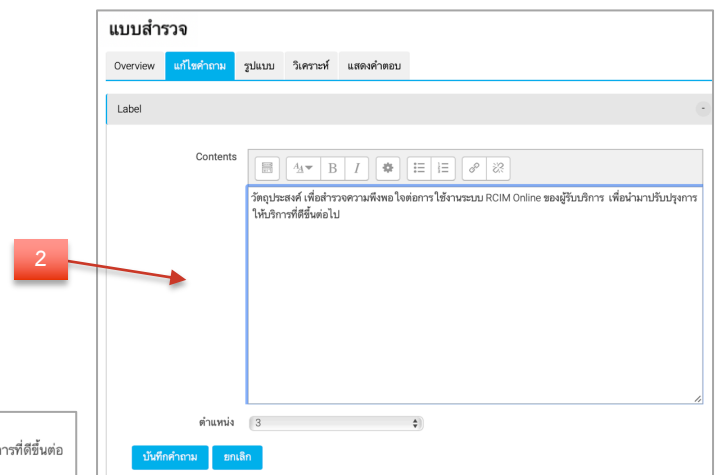 แบบสำรวจ
Overview แก้ไขคำถาม รูปแบบ วิเคราะห์ แสดงคำตอบ
Label -
Contents
A B I
วัตถุประสงค์ เพื่อสำรวจความพึงพอใจต่อการใช้งานระบบ RCIM Online ของผู้รับบริการ เพื่อนำมาปรับปรุงการ
ให้บริการที่ดีขึ้นต่อไป
2
ตำแหน่ง 3
ารที่ดีขึ้นต่อ
บันทึกคำถาม ยกเลิก